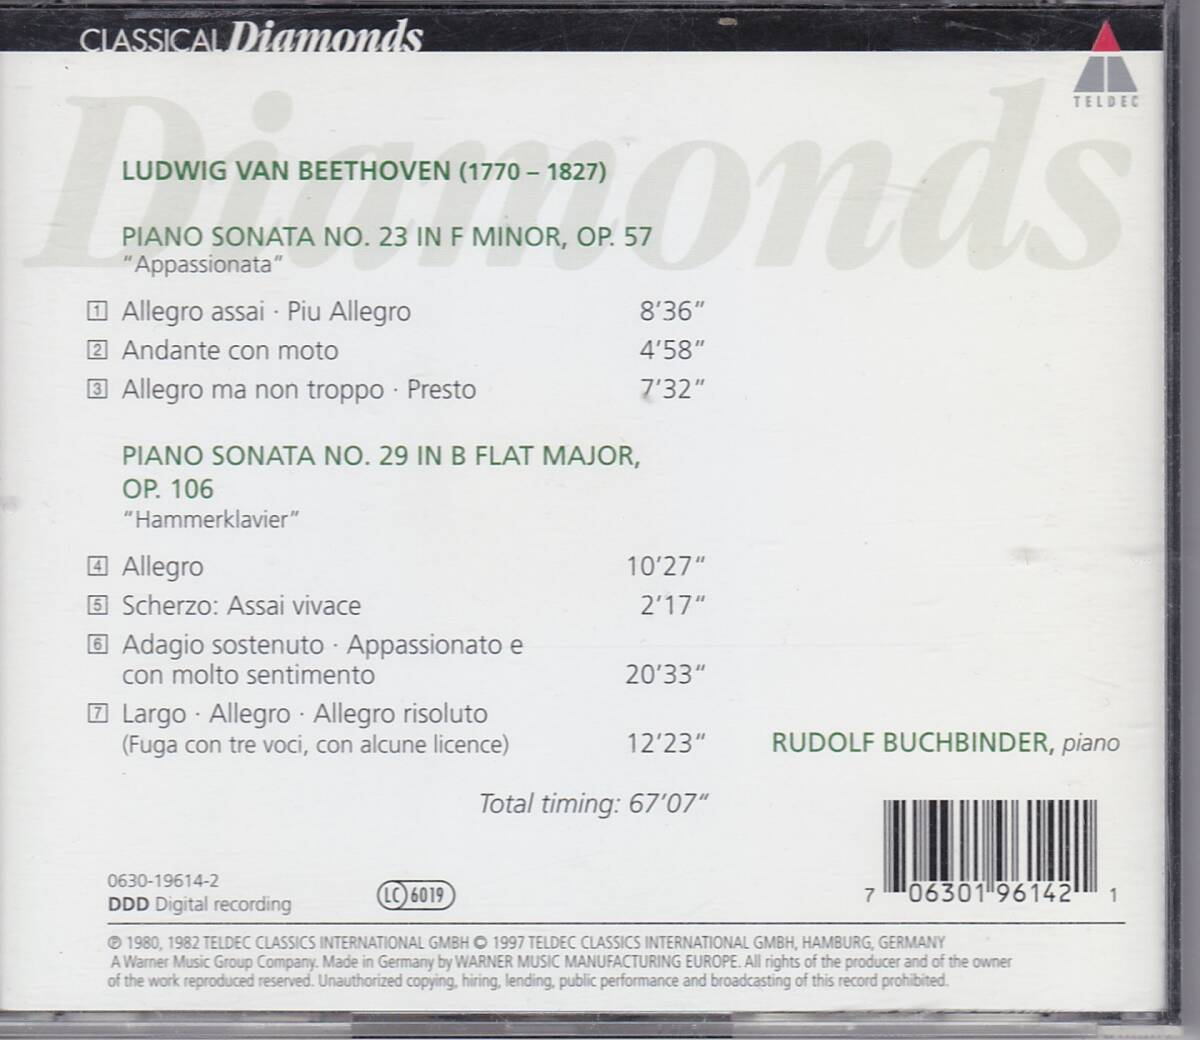 CLASSICAL Diamonds
TELDEC
Diamonds
LUDWIG VAN BEETHOVEN (1770 – 1827)
PIANO SONATA NO. 23 IN F MINOR, OP. 57
"Appassionata"
1 Allegro assai · Piu Allegro 8'36"
2 Andante con moto 4'58"
3 Allegro ma non troppo · Presto 7'32"
PIANO SONATA NO. 29 IN B FLAT MAJOR,
OP. 106
"Hammerklavier"
4 Allegro 10'27"
5 Scherzo: Assai vivace 2'17"
6 Adagio sostenuto · Appassionato e
con molto sentimento 20'33"
7 Largo · Allegro · Allegro risoluto
(Fuga con tre voci, con alcune licence) 12'23"
RUDOLF BUCHBINDER, piano
Total timing: 67'07"
0630-19614-2
DDD Digital recording
LC 6019
7 06301 96142 1
℗ 1980, 1982 TELDEC CLASSICS INTERNATIONAL GMBH © 1997 TELDEC CLASSICS INTERNATIONAL GMBH, HAMBURG, GERMANY
A Warner Music Group Company. Made in Germany by WARNER MUSIC MANUFACTURING EUROPE. All rights of the producer and of the owner
of the work reproduced reserved. Unauthorized copying, hiring, lending, public performance and broadcasting of this record prohibited.